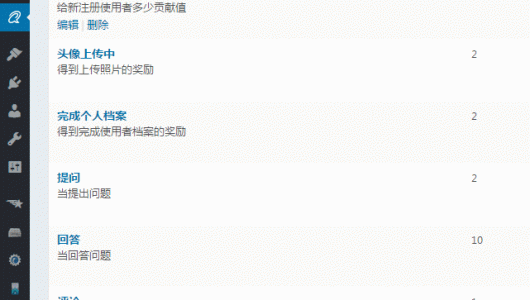 给新注册使用者多少贡献值
编辑 | 删除
头像上传中 2
得到上传照片的奖励
完成个人档案 2
得到完成使用者档案的奖励
提问 2
当提出问题
回答 10
当回答问题